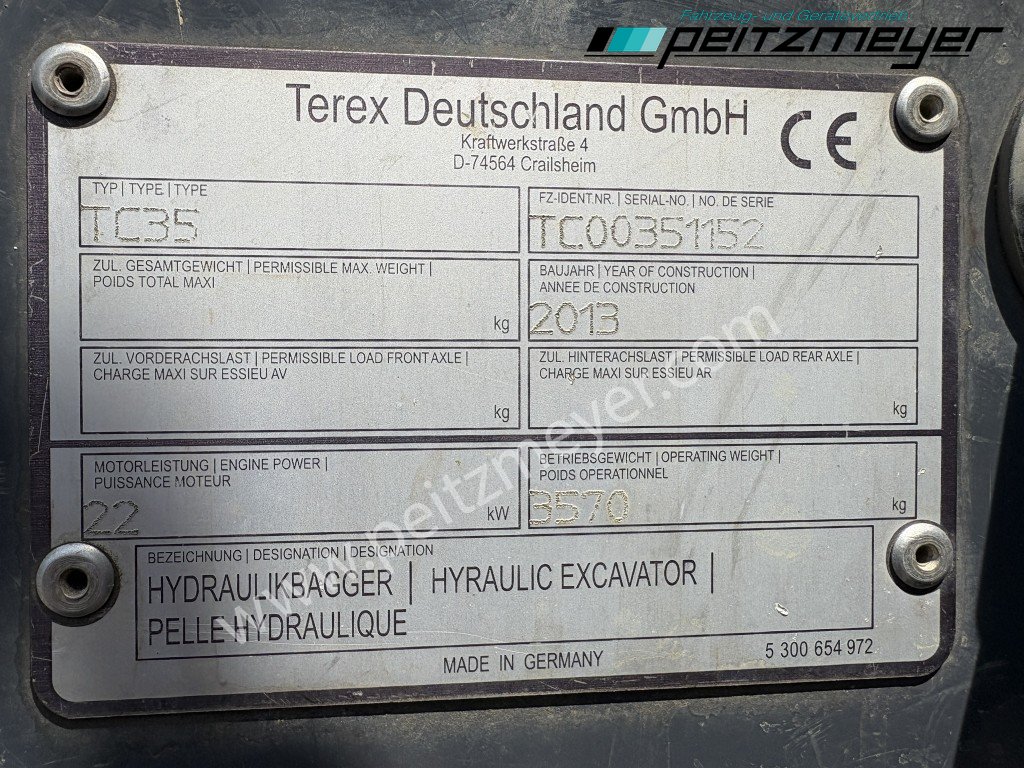 Fahrzeug- und Gerätevertrieb
peitzmeyer
Terex Deutschland GmbH
Kraftwerkstraße 4
D-74564 Crailsheim
CE
TYP | TYPE | TYPE
TC35
FZ-IDENT.NR. | SERIAL-NO. | NO. DE SERIE
TC00351152
ZUL. GESAMTGEWICHT | PERMISSIBLE MAX. WEIGHT |
POIDS TOTAL MAXI
kg
BAUJAHR | YEAR OF CONSTRUCTION |
ANNEE DE CONSTRUCTION
2013
ZUL. VORDERACHSLAST | PERMISSIBLE LOAD FRONT AXLE |
CHARGE MAXI SUR ESSIEU AV
kg
ZUL. HINTERACHSLAST | PERMISSIBLE LOAD REAR AXLE |
CHARGE MAXI SUR ESSIEU AR
kg
MOTORLEISTUNG | ENGINE POWER |
PUISSANCE MOTEUR
22 kW
BETRIEBSGEWICHT | OPERATING WEIGHT |
POIDS OPERATIONNEL
3570 kg
BEZEICHNUNG | DESIGNATION | DESIGNATION
HYDRAULIKBAGGER | HYRAULIC EXCAVATOR |
PELLE HYDRAULIQUE
MADE IN GERMANY
5 300 654 972
www.peitzmeyer.com